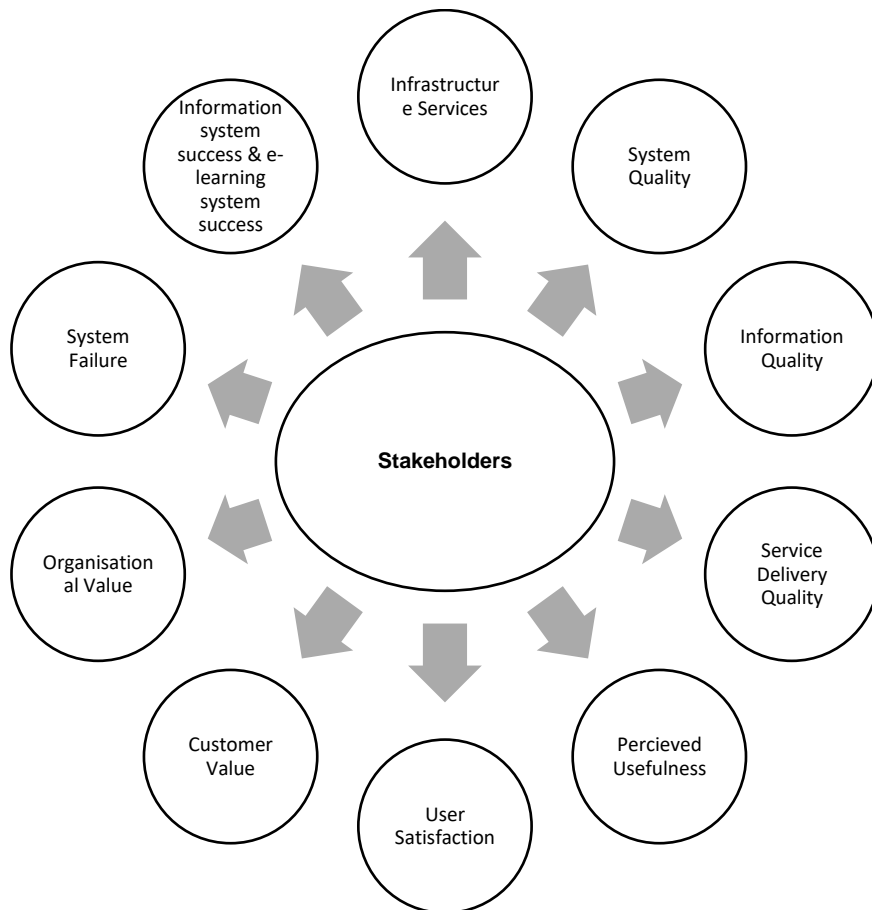 Infrastructur
e Services
Information
system
success & e-
learning
system
success
System
Quality
System
Failure
Information
Quality
Stakeholders
Organisation
al Value
Service
Delivery
Quality
Customer
Value
Percieved
Usefulness
User
Satisfaction